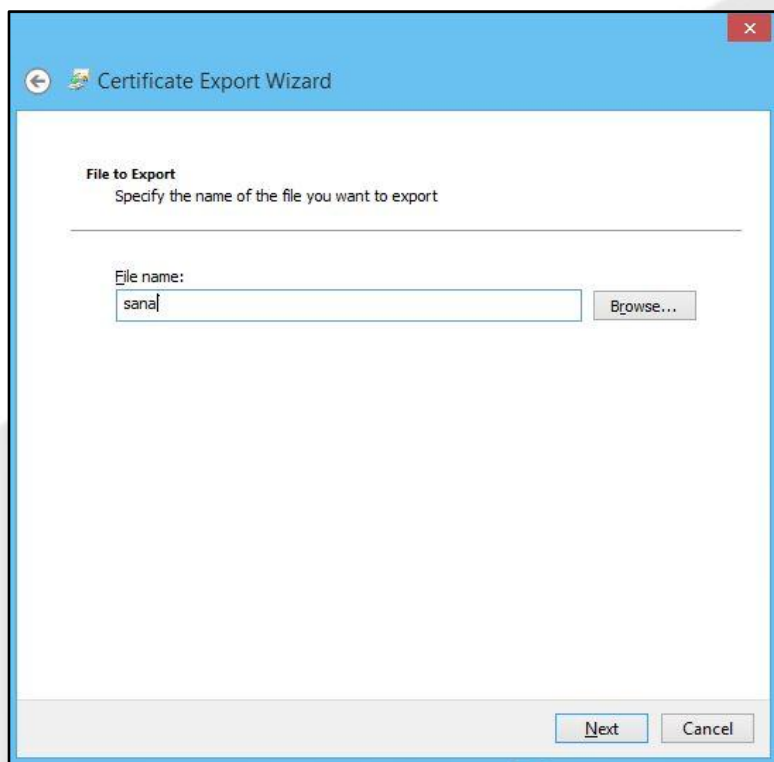 Certificate Export Wizard
File to Export
Specify the name of the file you want to export
File name:
sana
Browse...
Next
Cancel